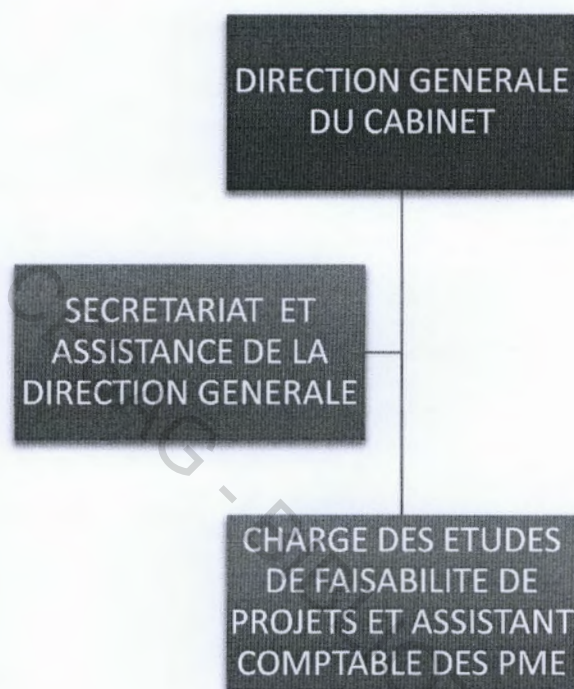 DIRECTION GENERALE
DU CABINET
SECRETARIAT ET
ASSISTANCE DE LA
DIRECTION GENERALE
CHARGE DES ETUDES
DE FAISABILITE DE
PROJETS ET ASSISTANT
COMPTABLE DES PME